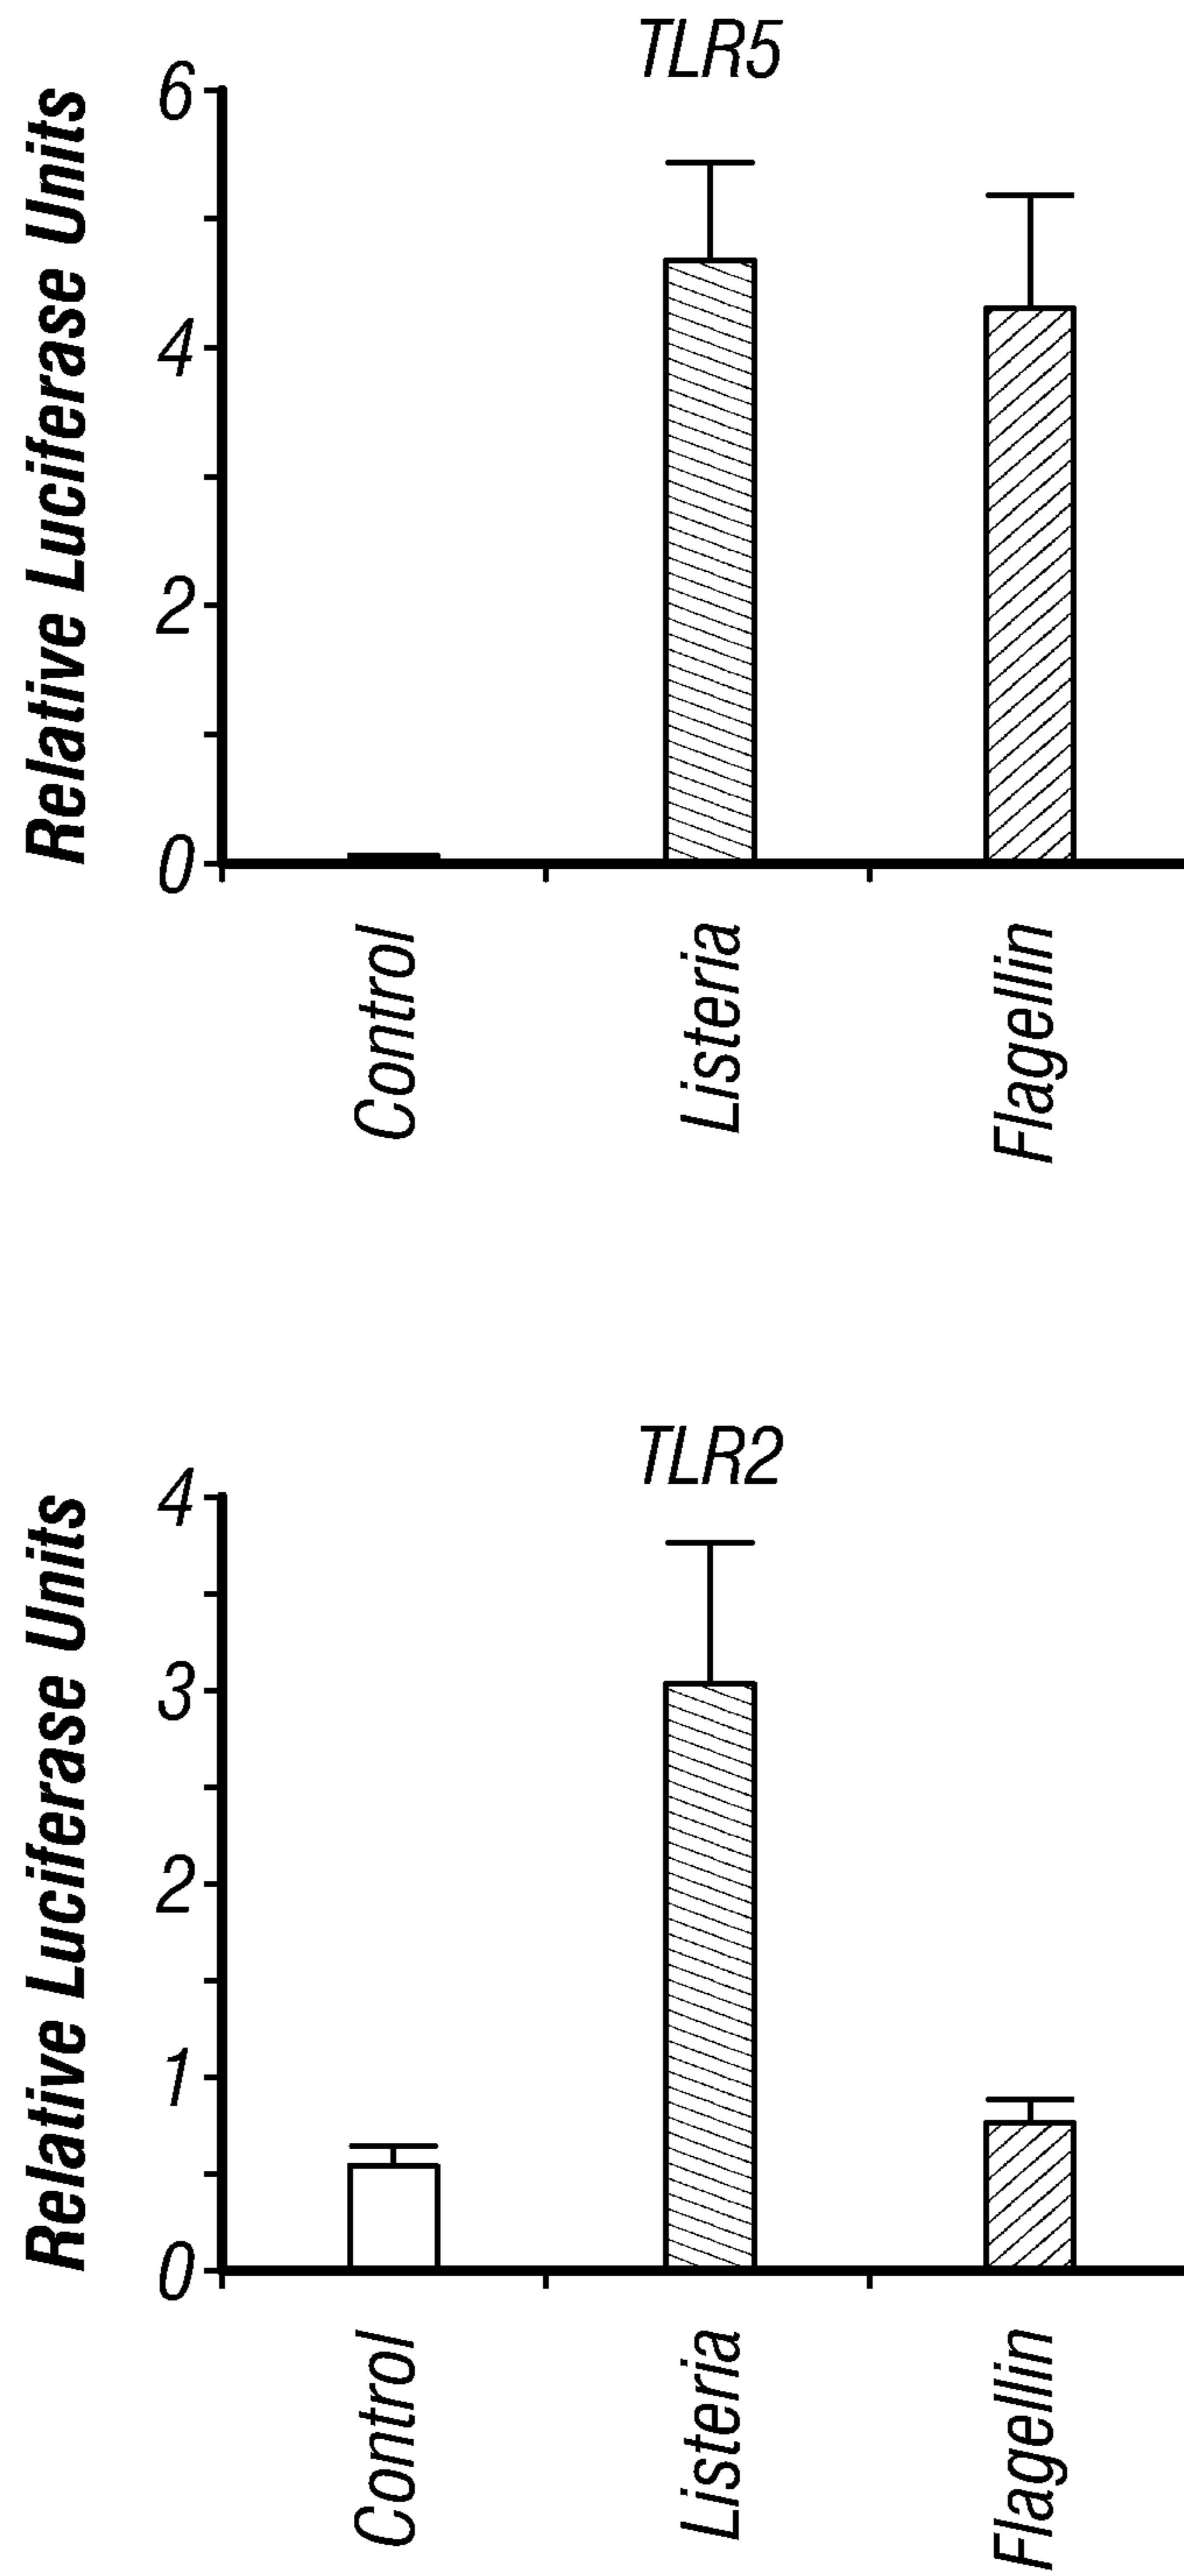 TLR5
Relative Luciferase Units
6
4
2
0
Control
Listeria
Flagellin
TLR2
Relative Luciferase Units
4
3
2
1
0
Control
Listeria
Flagellin